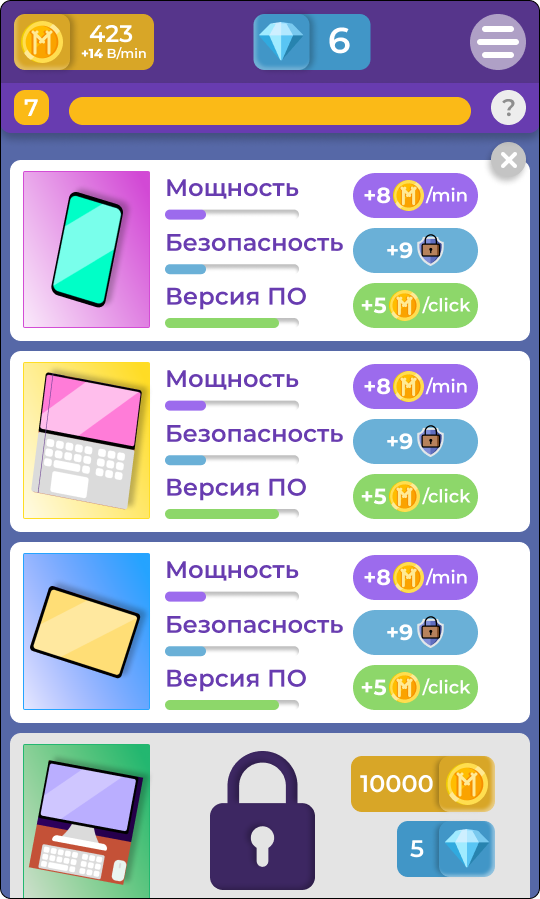 423
+14 B/min
6
7
?
Мощность
+8 M/min
Безопасность
+9
Версия ПО
+5 M/click
Мощность
+8 M/min
Безопасность
+9
Версия ПО
+5 M/click
Мощность
+8 M/min
Безопасность
+9
Версия ПО
+5 M/click
10000
5